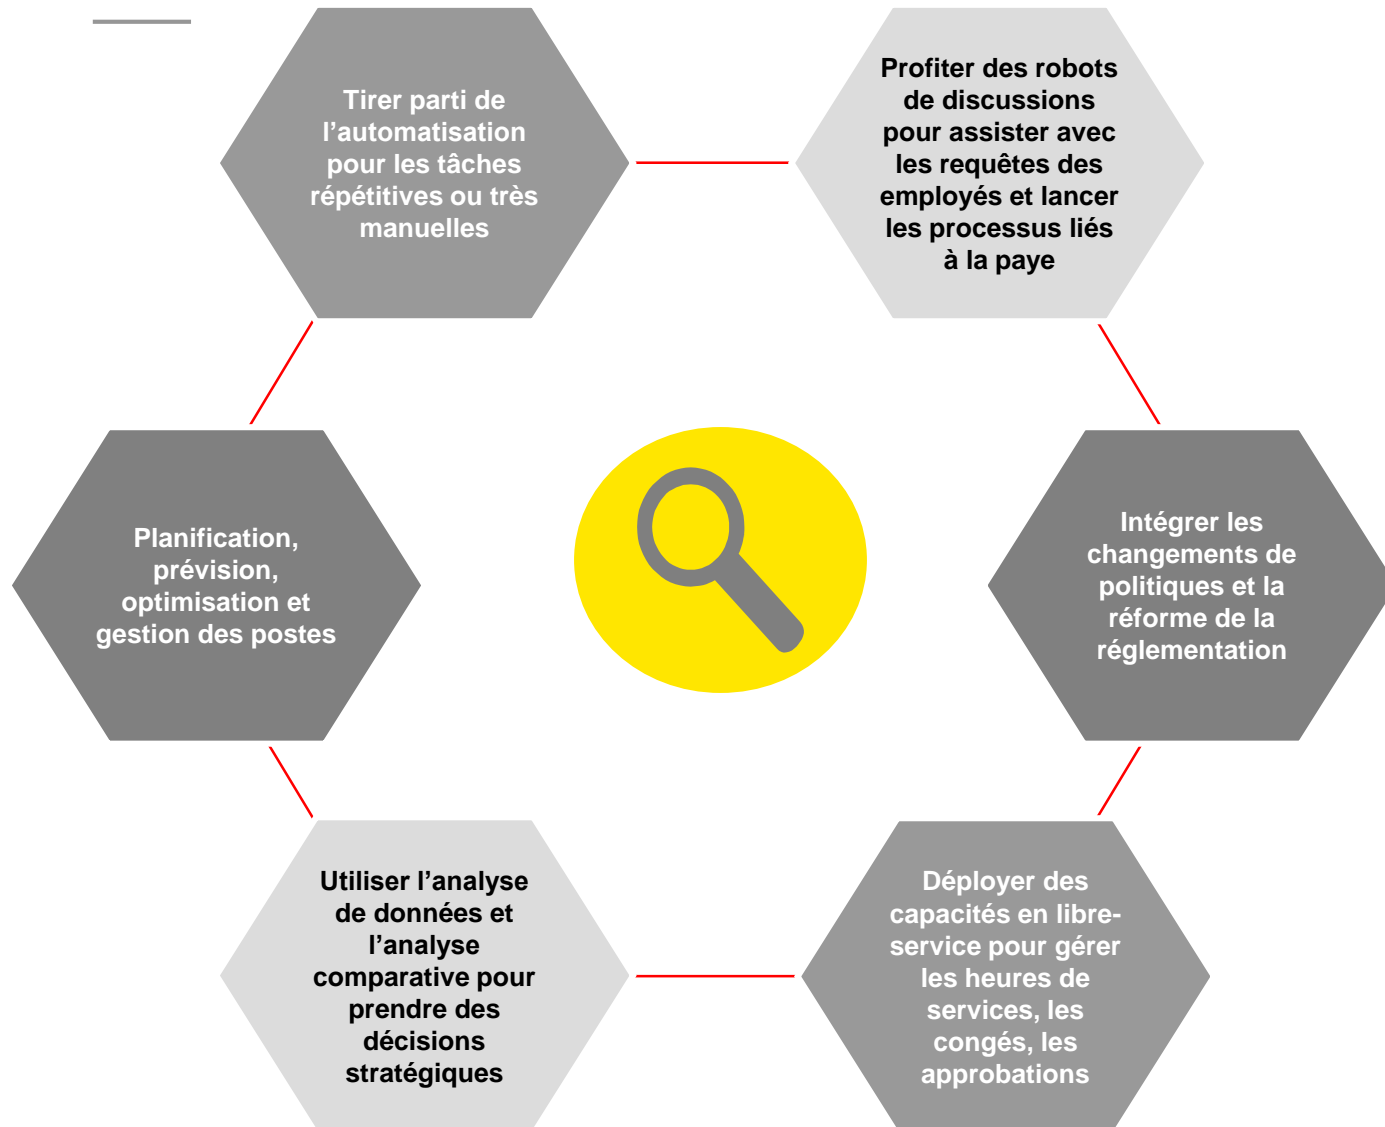 Tirer parti de
l’automatisation
pour les tâches
répétitives ou très
manuelles
Profiter des robots
de discussions
pour assister avec
les requêtes des
employés et lancer
les processus liés
à la paye
Planification,
prévision,
optimisation et
gestion des postes
Intégrer les
changements de
politiques et la
réforme de la
réglementation
Utiliser l’analyse
de données et
l’analyse
comparative pour
prendre des
décisions
stratégiques
Déployer des
capacités en libre-
service pour gérer
les heures de
services, les
congés, les
approbations